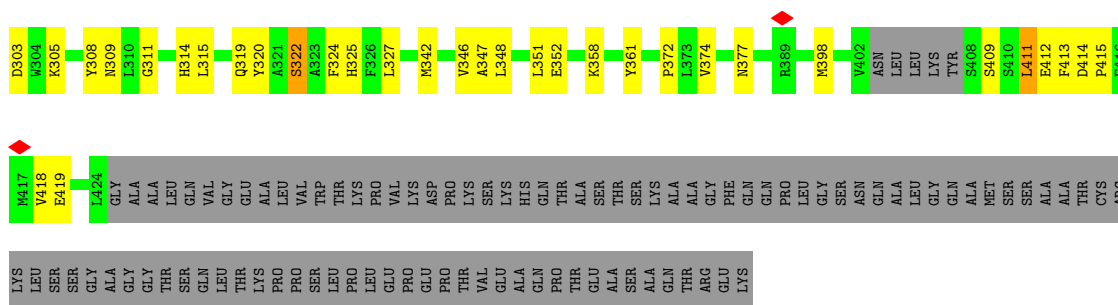 D303 W304 K305 Y308 N309 L310 G311 H314 L315 Q319 Y320 A321 S322 A323 F324 H325 F326 L327 M342 V346 A347 L348 L351 E352 K358 Y361 P372 L373 V374 N377 R389 M398 V402 ASN LEU LEU LYS TYR S408 S409 S410 L411 E412 F413 D414 P415
M417 V418 E419 L424 GLY ALA ALA LEU GLN VAL GLY GLU ALA LEU VAL TRP THR LYS PRO VAL LYS ASP PRO LYS SER LYS HIS GLN THR ALA SER THR SER LYS ALA ALA GLY PHE GLN GLN PRO LEU GLY SER ASN GLN ALA LEU GLY GLN ALA MET SER SER ALA ALA THR CYS
LYS LEU SER SER GLY ALA GLY GLY THR SER GLN LEU THR LYS PRO PRO SER LEU PRO LEU GLU PRO GLU PRO THR VAL GLU ALA GLN PRO THR GLU ALA SER ALA GLN THR ARG GLU LYS